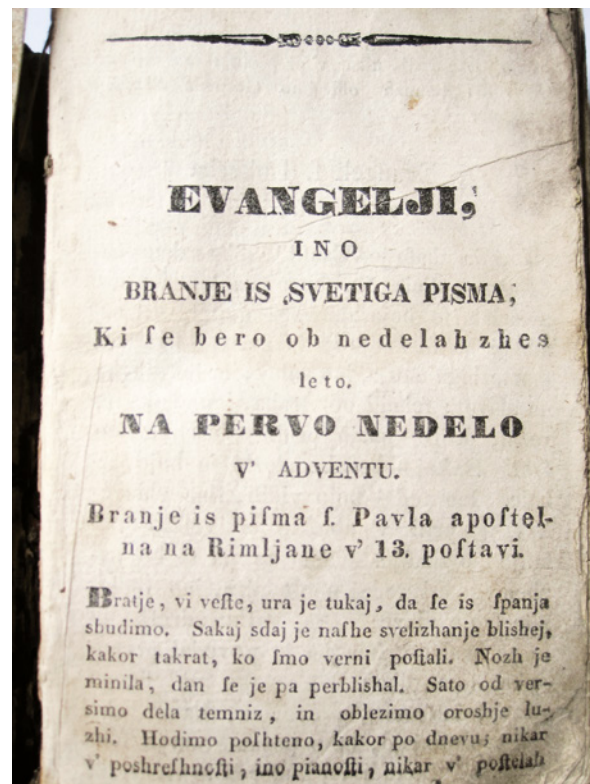 EVANGELJI,
INO
BRANJE IS SVETIGA PISMA,
Ki ſe bero ob nedelah zhes
leto.
NA PERVO NEDELO
V' ADVENTU.
Branje is piſma ſ. Pavla apoſtel-
na na Rimljane v' 13. poſtavi.
Bratje, vi veſte, ura je tukaj, da ſe is ſpanja
sbudimo. Sakaj sdaj je naſhe svelizhanje blishej,
kakor takrat, ko ſmo verni poſtali. Nozh je
minila, dan ſe je pa perblishal. Sato od ver-
simo dela temniz, in oblezimo oroshje lu-
zhi. Hodimo poſhteno, kakor po dnevu; nikar
v' poshreſhnoſti, ino pianoſti, nikar v' poſtelah